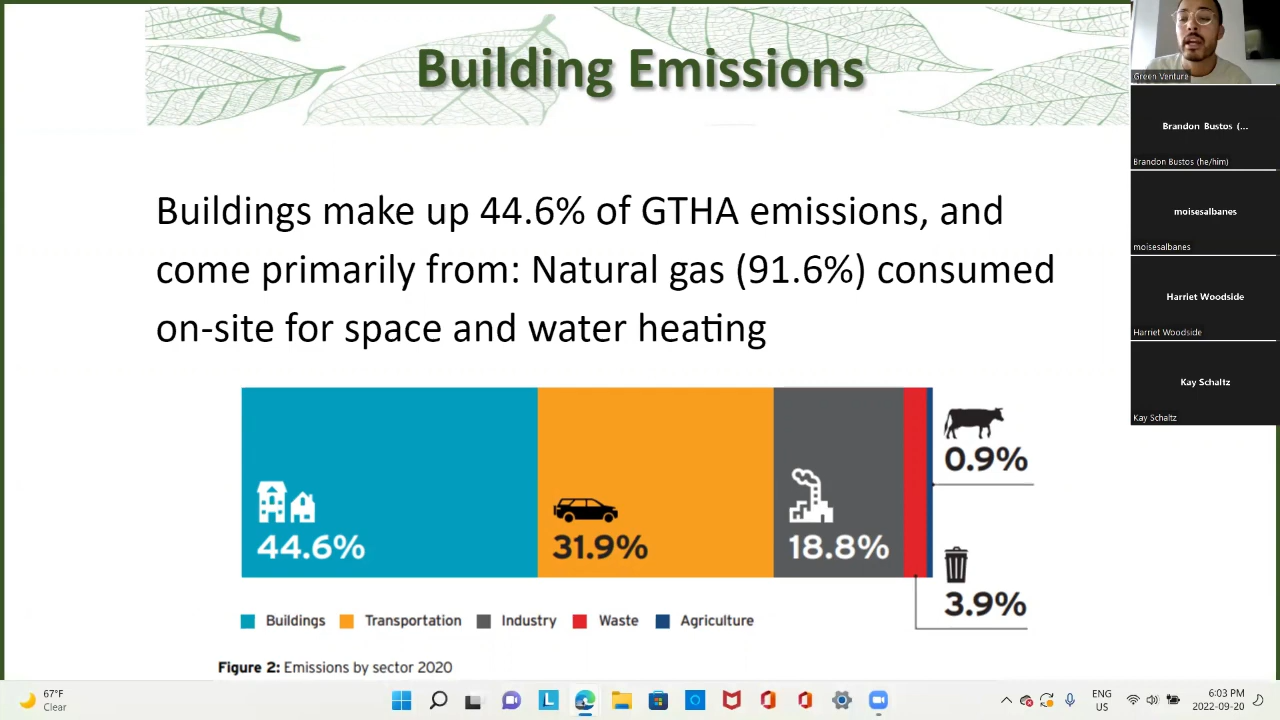 Building Emissions
Buildings make up 44.6% of GTHA emissions, and
come primarily from: Natural gas (91.6%) consumed
on-site for space and water heating
44.6%
31.9%
18.8%
0.9%
3.9%
Buildings
Transportation
Industry
Waste
Agriculture
Figure 2: Emissions by sector 2020
Green Venture
Brandon Bustos (...
Brandon Bustos (he/him)
moisesalbanes
moisesalbanes
Harriet Woodside
Harriet Woodside
Kay Schaltz
Kay Schaltz
67°F
Clear
L
ENG
US
6:03 PM
2022-09-20